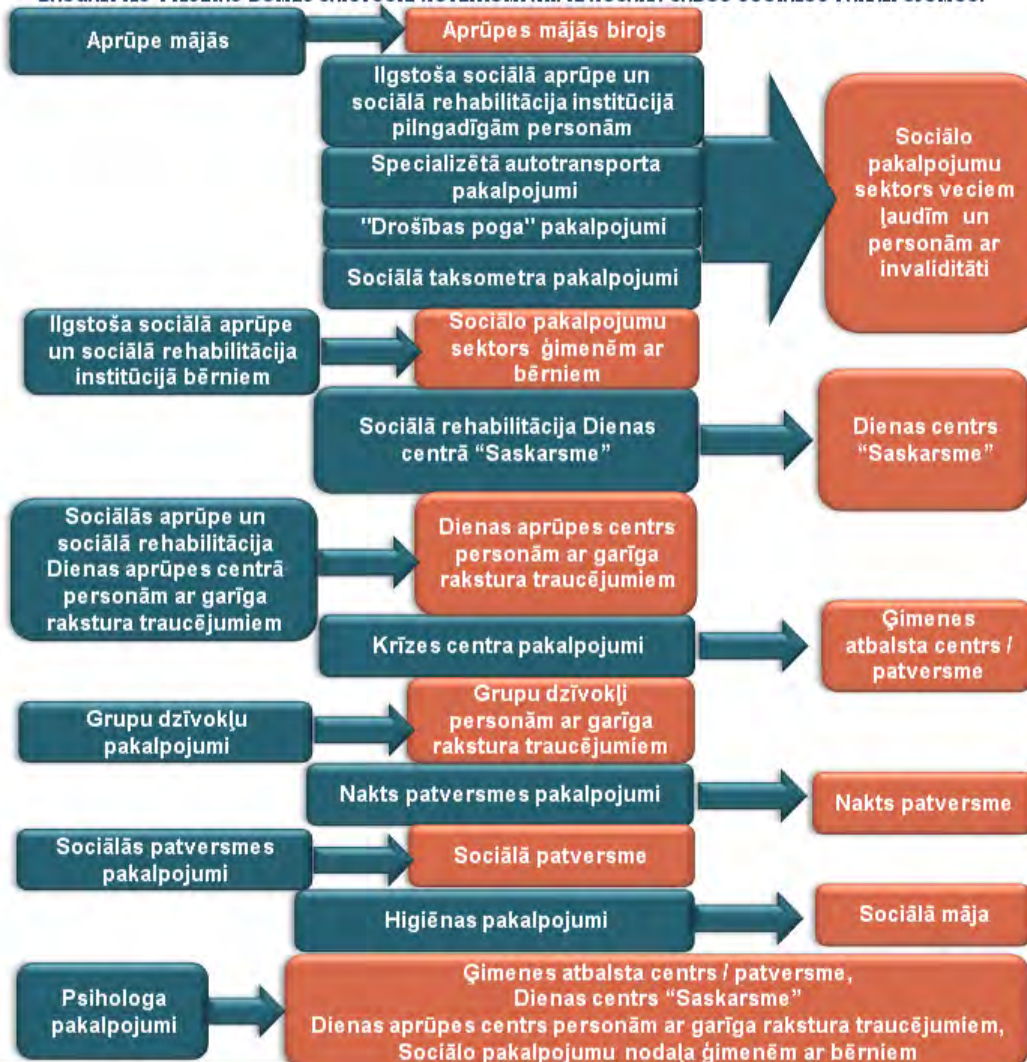 Aprūpe mājās
Aprūpes mājās birojs
Ilgstoša sociālā aprūpe un
sociālā rehabilitācija institūcijā
pilngadīgām personām
Specializētā autotransporta
pakalpojumi
"Drošības poga" pakalpojumi
Sociālā taksometra pakalpojumi
Sociālo
pakalpojumu
sektors veciem
ļaudīm un
personām ar
invaliditāti
Ilgstoša sociālā aprūpe
un sociālā rehabilitācija
institūcijā bērniem
Sociālo pakalpojumu
sektors ģimenēm ar
bērniem
Sociālā rehabilitācija Dienas
centrā “Saskarsme”
Dienas centrs
“Saskarsme”
Sociālās aprūpe un
sociālā rehabilitācija
Dienas aprūpes centrā
personām ar garīga
rakstura traucējumiem
Dienas aprūpes centrs
personām ar garīga
rakstura traucējumiem
Krīzes centra pakalpojumi
Ģimenes
atbalsta centrs /
patversme
Grupu dzīvokļu
pakalpojumi
Grupu dzīvokļi
personām ar garīga
rakstura traucējumiem
Nakts patversmes pakalpojumi
Nakts patversme
Sociālās patversmes
pakalpojumi
Sociālā patversme
Higiēnas pakalpojumi
Sociālā māja
Psihologa
pakalpojumi
Ģimenes atbalsta centrs / patversme,
Dienas centrs “Saskarsme”
Dienas aprūpes centrs personām ar garīga rakstura traucējumiem,
Sociālo pakalpojumu nodaļa ģimenēm ar bērniem